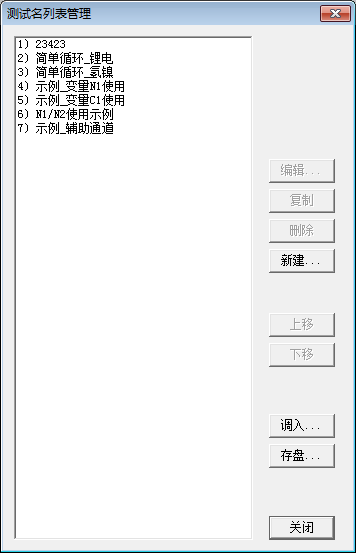 测试名列表管理
1) 23423
2) 简单循环_锂电
3) 简单循环_氢镍
4) 示例_变量N1使用
5) 示例_变量C1使用
6) N1/N2使用示例
7) 示例_辅助通道
编辑...
复制
删除
新建...
上移
下移
调入...
存盘...
关闭